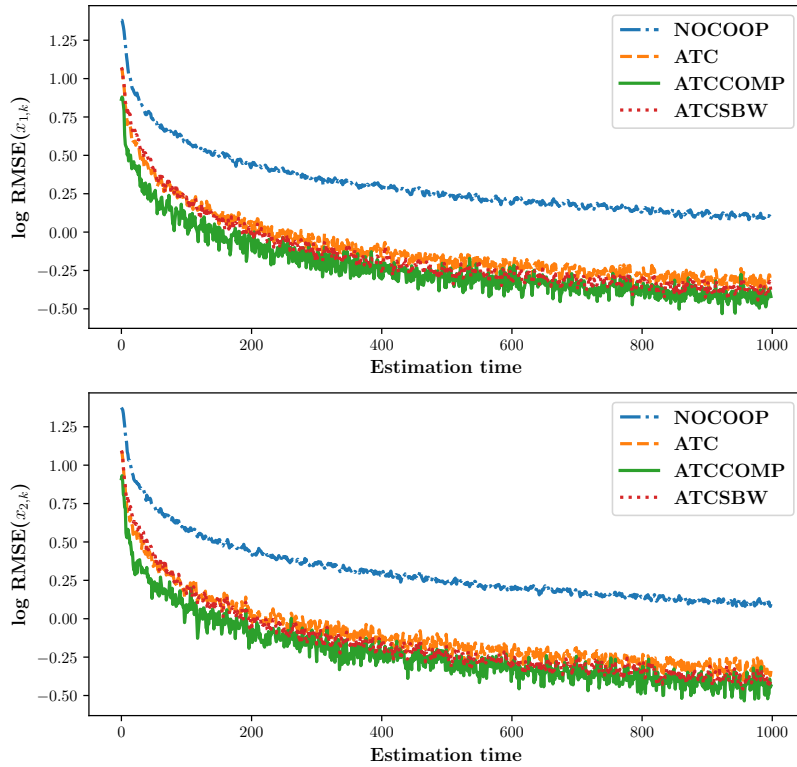 log RMSE(x₁,ₖ)
1.25
1.00
0.75
0.50
0.25
0.00
−0.25
−0.50
NOCOOP
ATC
ATCCOMP
ATCSBW
0 200 400 600 800 1000
Estimation time
log RMSE(x₂,ₖ)
1.25
1.00
0.75
0.50
0.25
0.00
−0.25
−0.50
NOCOOP
ATC
ATCCOMP
ATCSBW
0 200 400 600 800 1000
Estimation time